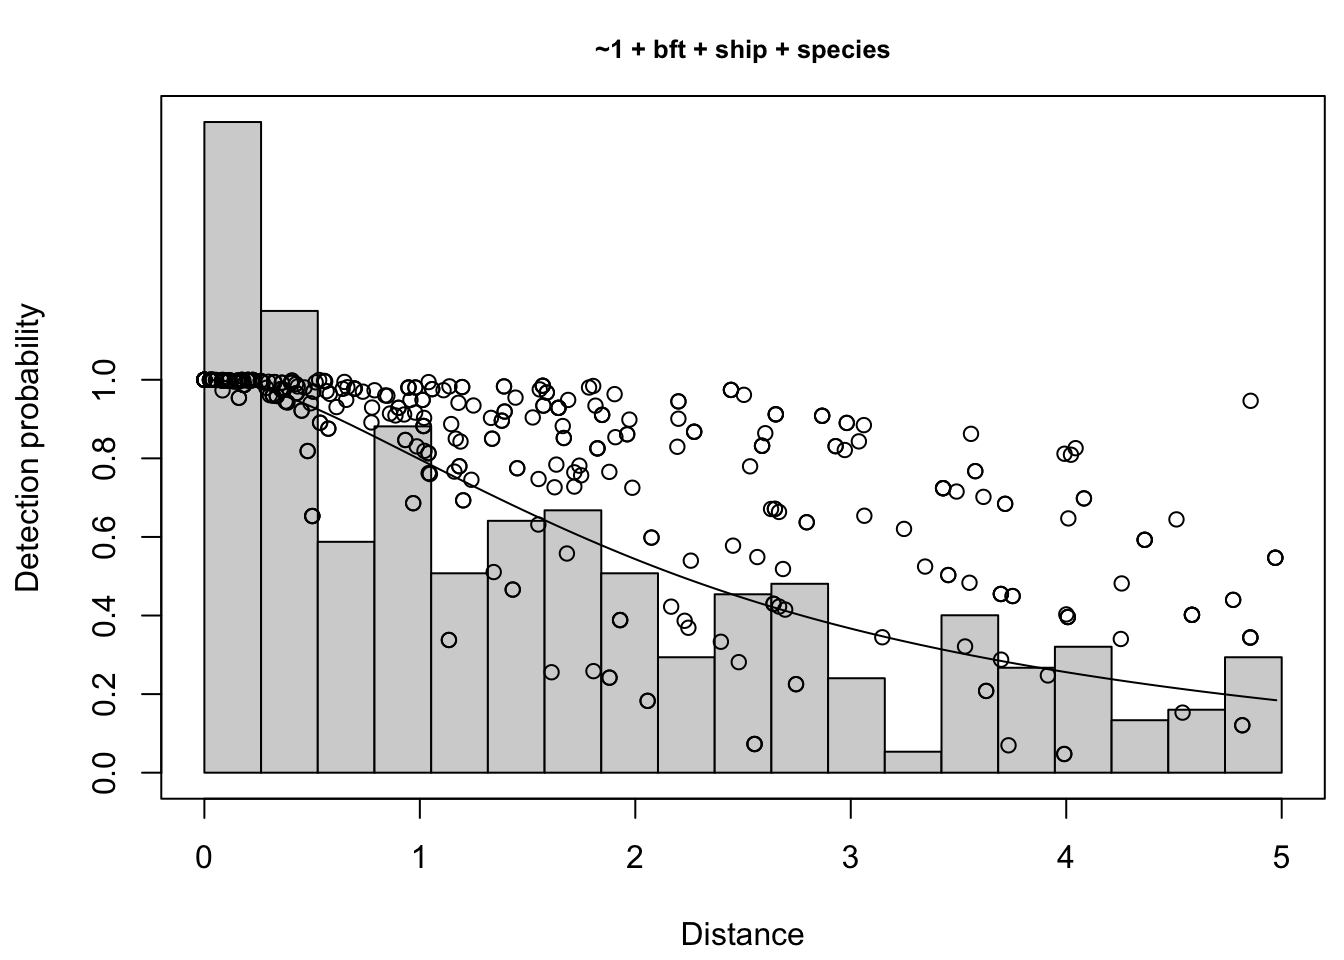 ~1 + bft + ship + species
Detection probability
1.0
0.8
0.6
0.4
0.2
0.0
0 1 2 3 4 5
Distance